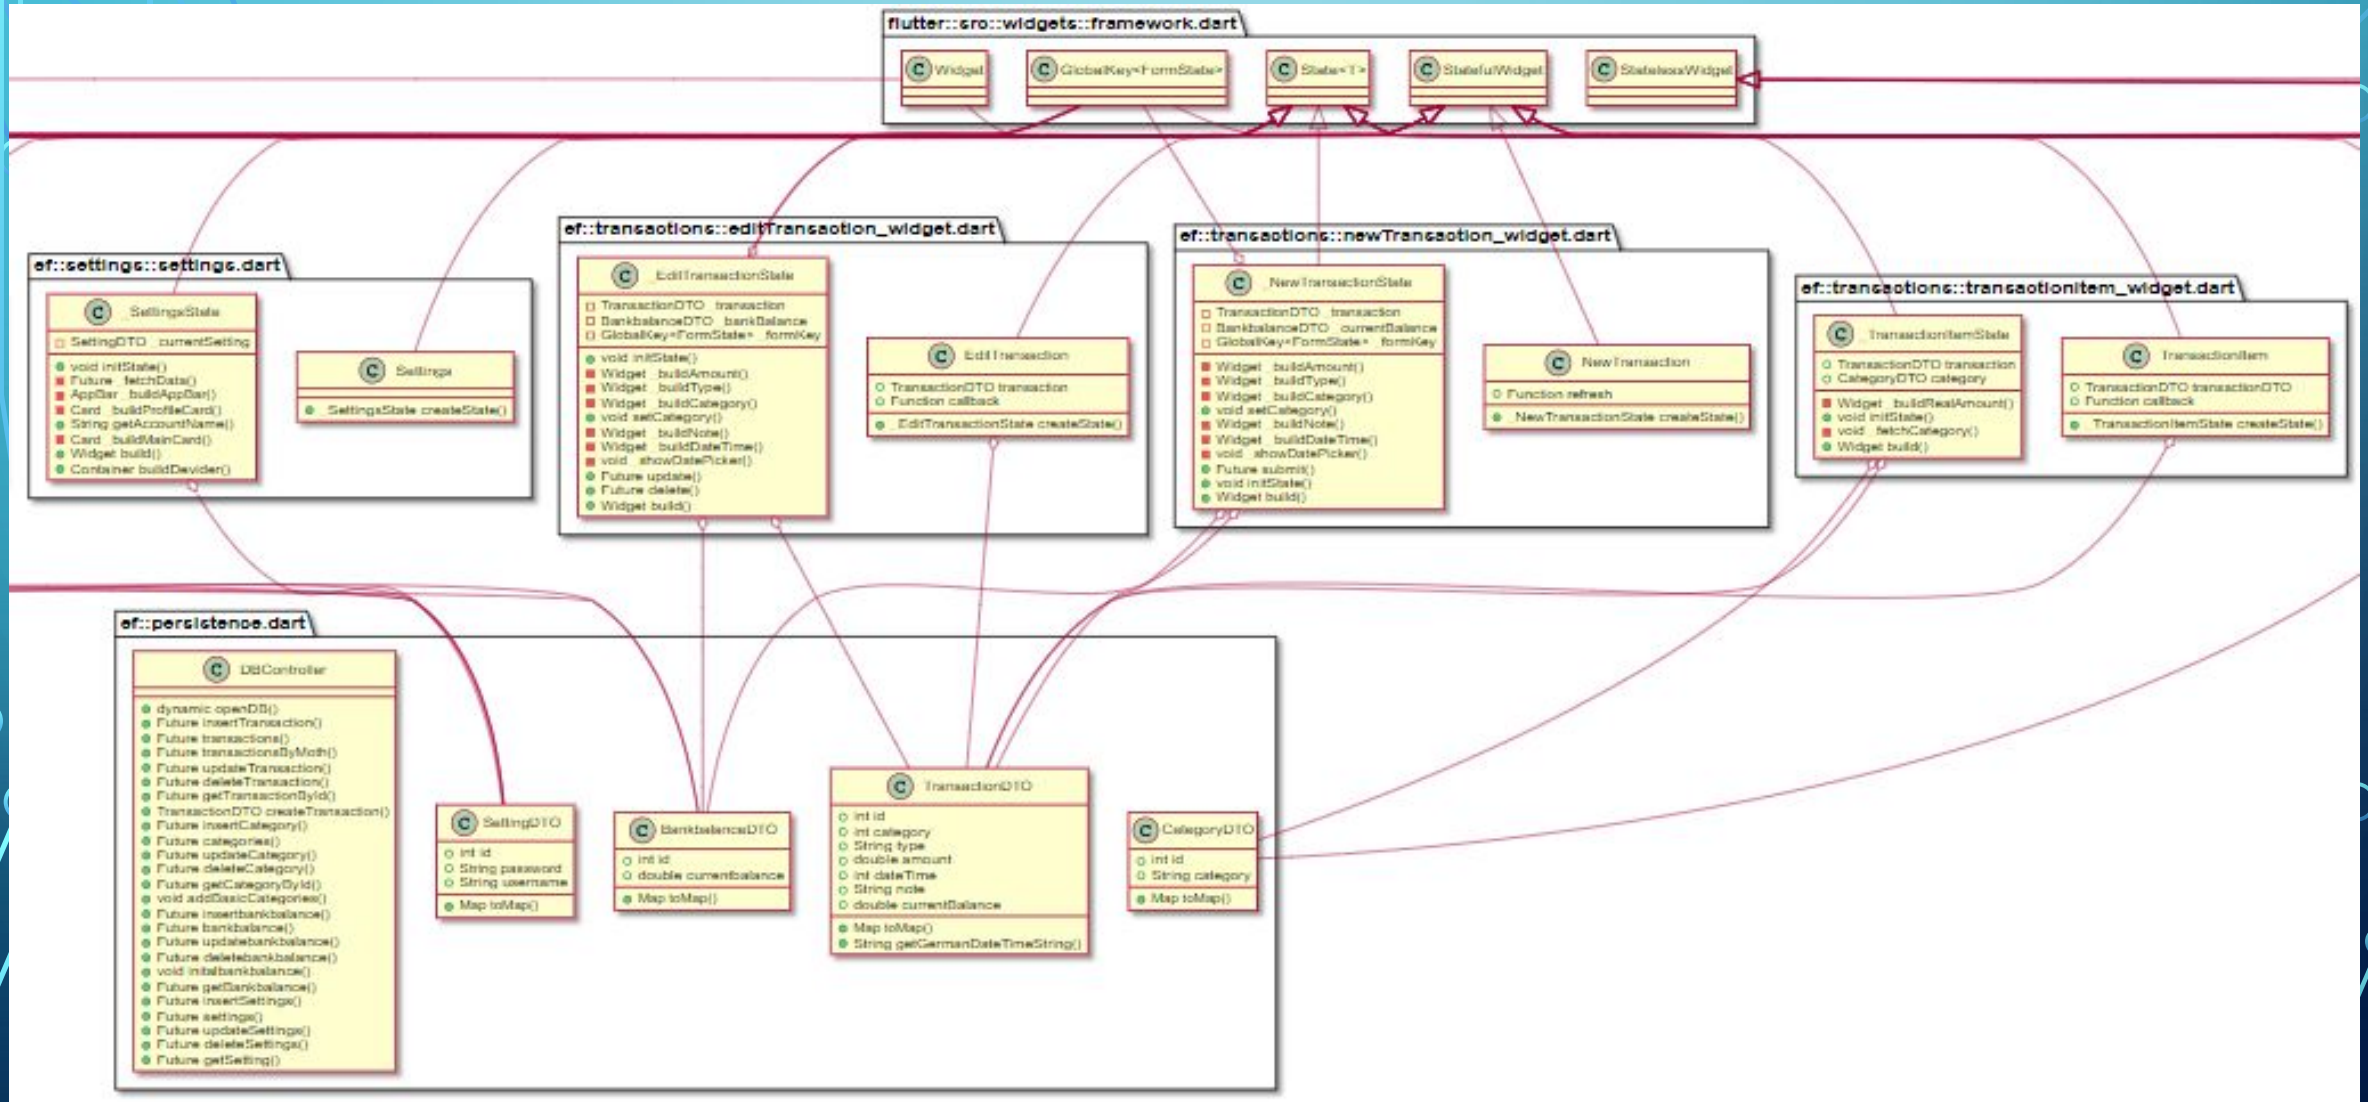 flutter::src::widgets::framework.dart
C Widget
C GlobalKey<FormState>
C State<T>
C StatefulWidget
C StatelessWidget
ef::settings::settings.dart
C _SettingsState
SettingDTO _currentSetting
void initState()
Future _fetchData()
AppBar _buildAppBar()
Card _buildProfileCard()
String getAccountName()
Card _buildMainCard()
Widget build()
Container buildDevider()
C Settings
_SettingsState createState()
ef::transactions::editTransaction_widget.dart
C _EditTransactionState
TransactionDTO _transaction
BankbalanceDTO _bankBalance
GlobalKey<FormState> _formKey
void initState()
Widget _buildAmount()
Widget _buildType()
Widget _buildCategory()
void setCategory()
Widget _buildNote()
Widget _buildDateTime()
void _showDatePicker()
Future update()
Future delete()
Widget build()
C EditTransaction
TransactionDTO transaction
Function callback
_EditTransactionState createState()
ef::transactions::newTransaction_widget.dart
C _NewTransactionState
TransactionDTO _transaction
BankbalanceDTO _currentBalance
GlobalKey<FormState> _formKey
Widget _buildAmount()
Widget _buildType()
Widget _buildCategory()
void setCategory()
Widget _buildNote()
Widget _buildDateTime()
void _showDatePicker()
Future submit()
void initState()
Widget build()
C NewTransaction
Function refresh
_NewTransactionState createState()
ef::transactions::transactionItem_widget.dart
C _TransactionItemState
TransactionDTO transaction
CategoryDTO category
Widget _buildRealAmount()
void initState()
void _fetchCategory()
Widget build()
C TransactionItem
TransactionDTO transactionDTO
Function callback
_TransactionItemState createState()
ef::persistence.dart
C DBController
dynamic openDB()
Future insertTransaction()
Future transactions()
Future transactionsByMoth()
Future updateTransaction()
Future deleteTransaction()
Future getTransactionById()
TransactionDTO createTransaction()
Future insertCategory()
Future categories()
Future updateCategory()
Future deleteCategory()
Future getCategoryById()
void addBasicCategories()
Future insertbankbalance()
Future bankbalance()
Future updatebankbalance()
Future deletebankbalance()
void initalbankbalance()
Future getBankbalance()
Future insertSettings()
Future settings()
Future updateSettings()
Future deleteSettings()
Future getSetting()
C SettingDTO
int id
String password
String username
Map toMap()
C BankbalanceDTO
int id
double currentbalance
Map toMap()
C TransactionDTO
int id
int category
String type
double amount
int dateTime
String note
double currentBalance
Map toMap()
String getGermanDateTimeString()
C CategoryDTO
int id
String category
Map toMap()